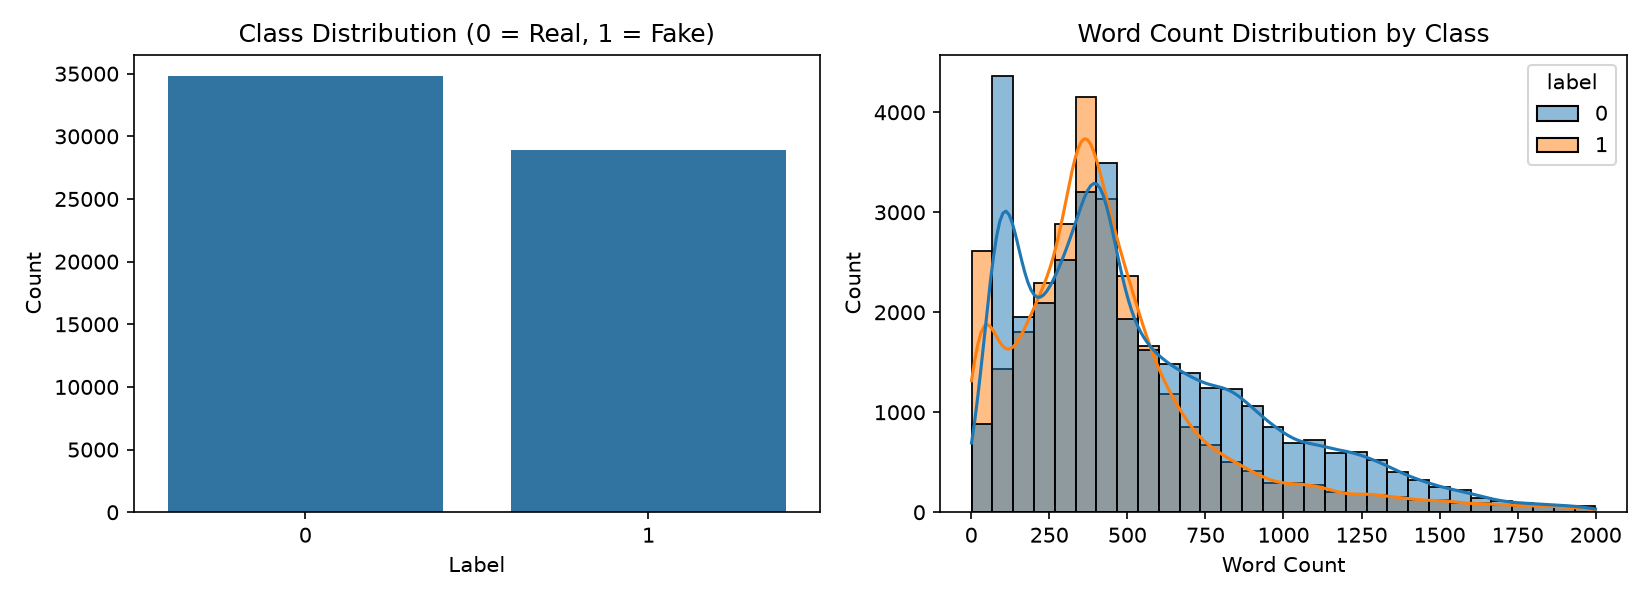 Class Distribution (0 = Real, 1 = Fake)
35000
30000
25000
20000
15000
10000
5000
0
Count
0 1
Label
Word Count Distribution by Class
label
0
1
4000
3000
2000
1000
0
Count
0 250 500 750 1000 1250 1500 1750 2000
Word Count